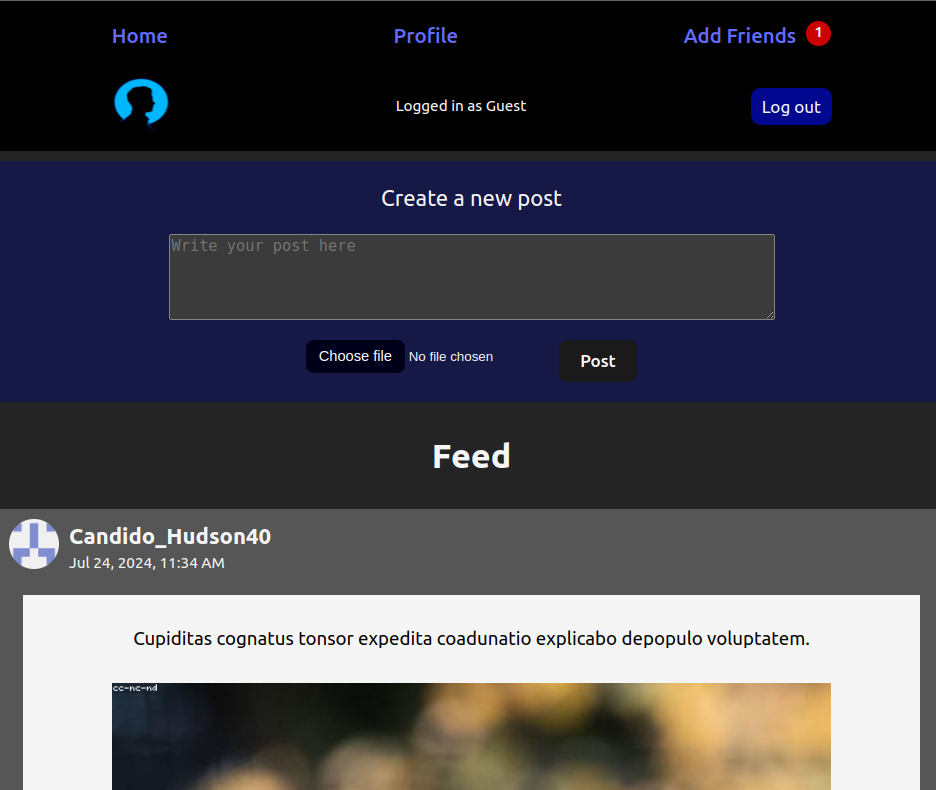 Home Profile Add Friends 1
Logged in as Guest Log out
Create a new post
Write your post here
Choose file No file chosen Post
Feed
Candido_Hudson40
Jul 24, 2024, 11:34 AM
Cupiditas cognatus tonsor expedita coadunatio explicabo depopulo voluptatem.
cc-nc-nd